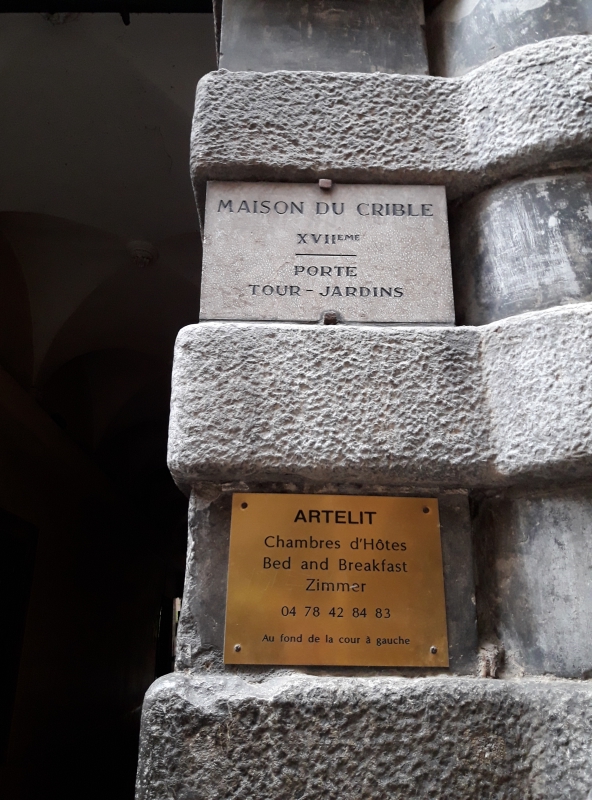 MAISON DU CRIBLE
XVIIEME
PORTE
TOUR - JARDINS
ARTELIT
Chambres d'Hôtes
Bed and Breakfast
Zimmer
04 78 42 84 83
Au fond de la cour à gauche